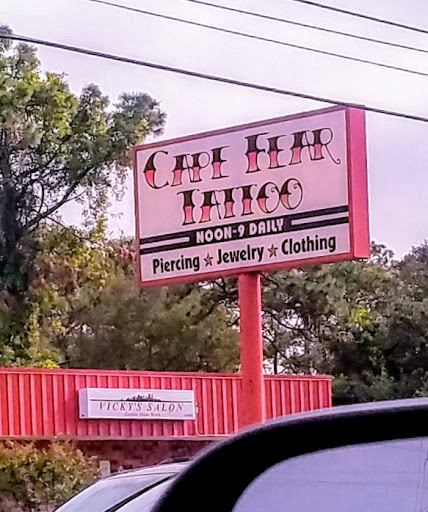 CAPE FEAR
TATTOO
NOON-9 DAILY
Piercing ★ Jewelry ★ Clothing
VICKY'S SALON